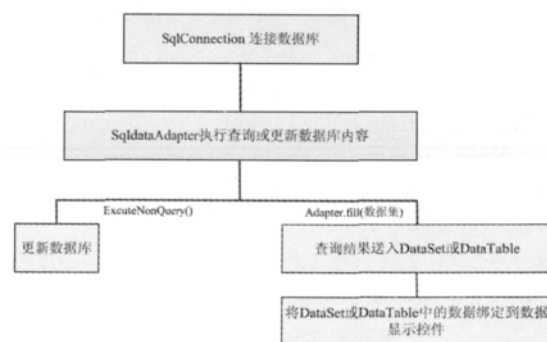 SqlConnection 连接数据库
SqldataAdapter执行查询或更新数据库内容
ExcuteNonQuery()
Adapter.fill(数据集)
更新数据库
查询结果送入DataSet或DataTable
将DataSet或DataTable中的数据绑定到数据
显示控件